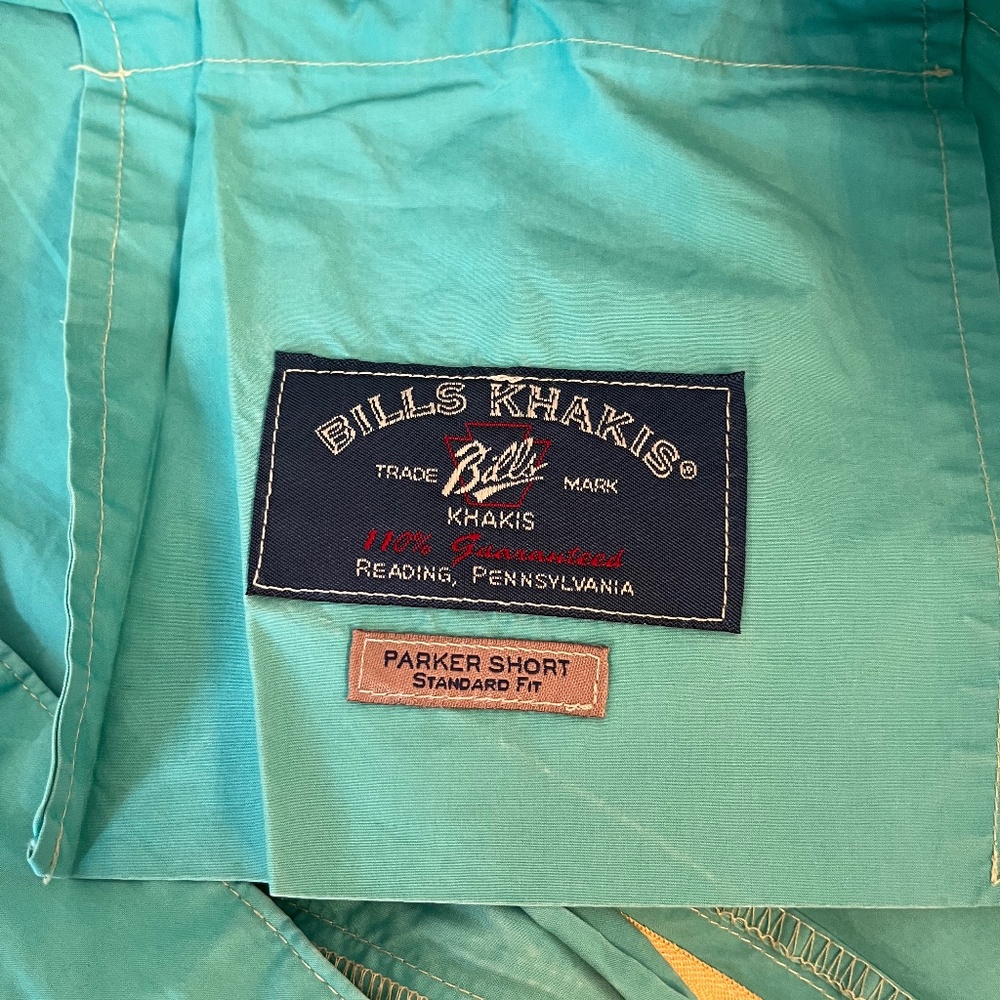 BILLS KHAKIS®
TRADE Bills MARK
KHAKIS
110% Guaranteed
READING, PENNSYLVANIA
PARKER SHORT
STANDARD FIT